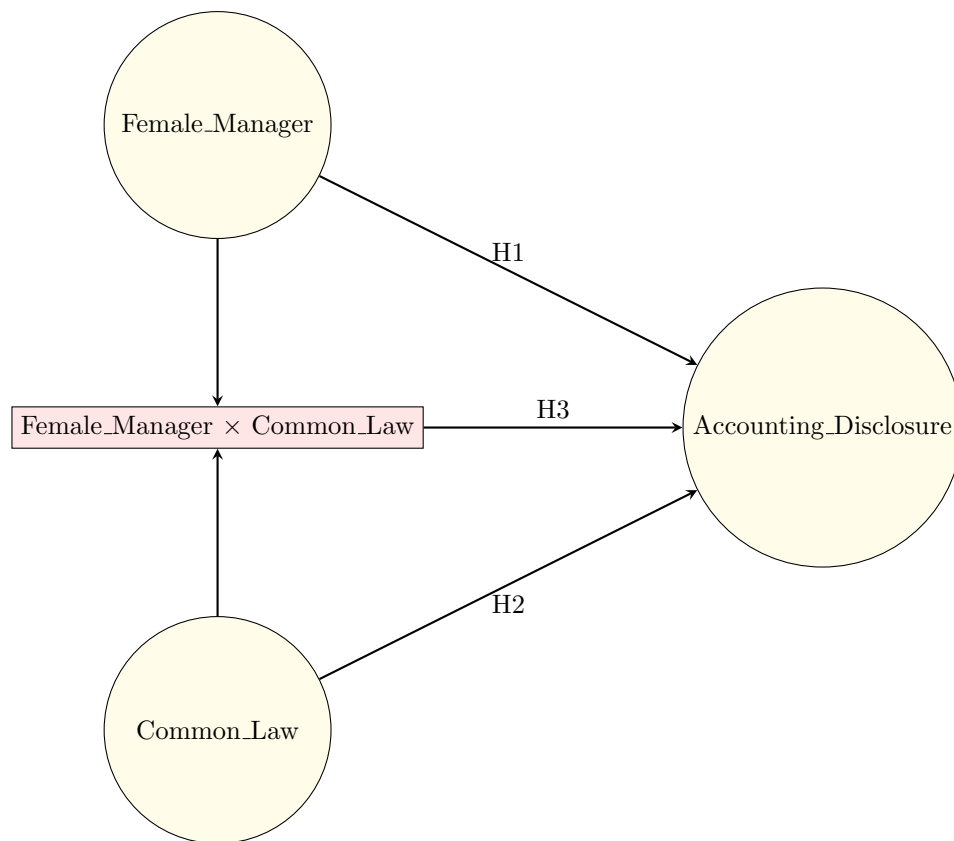 Female_Manager
H1
H3
Female_Manager × Common_Law
Accounting_Disclosure
H2
Common_Law